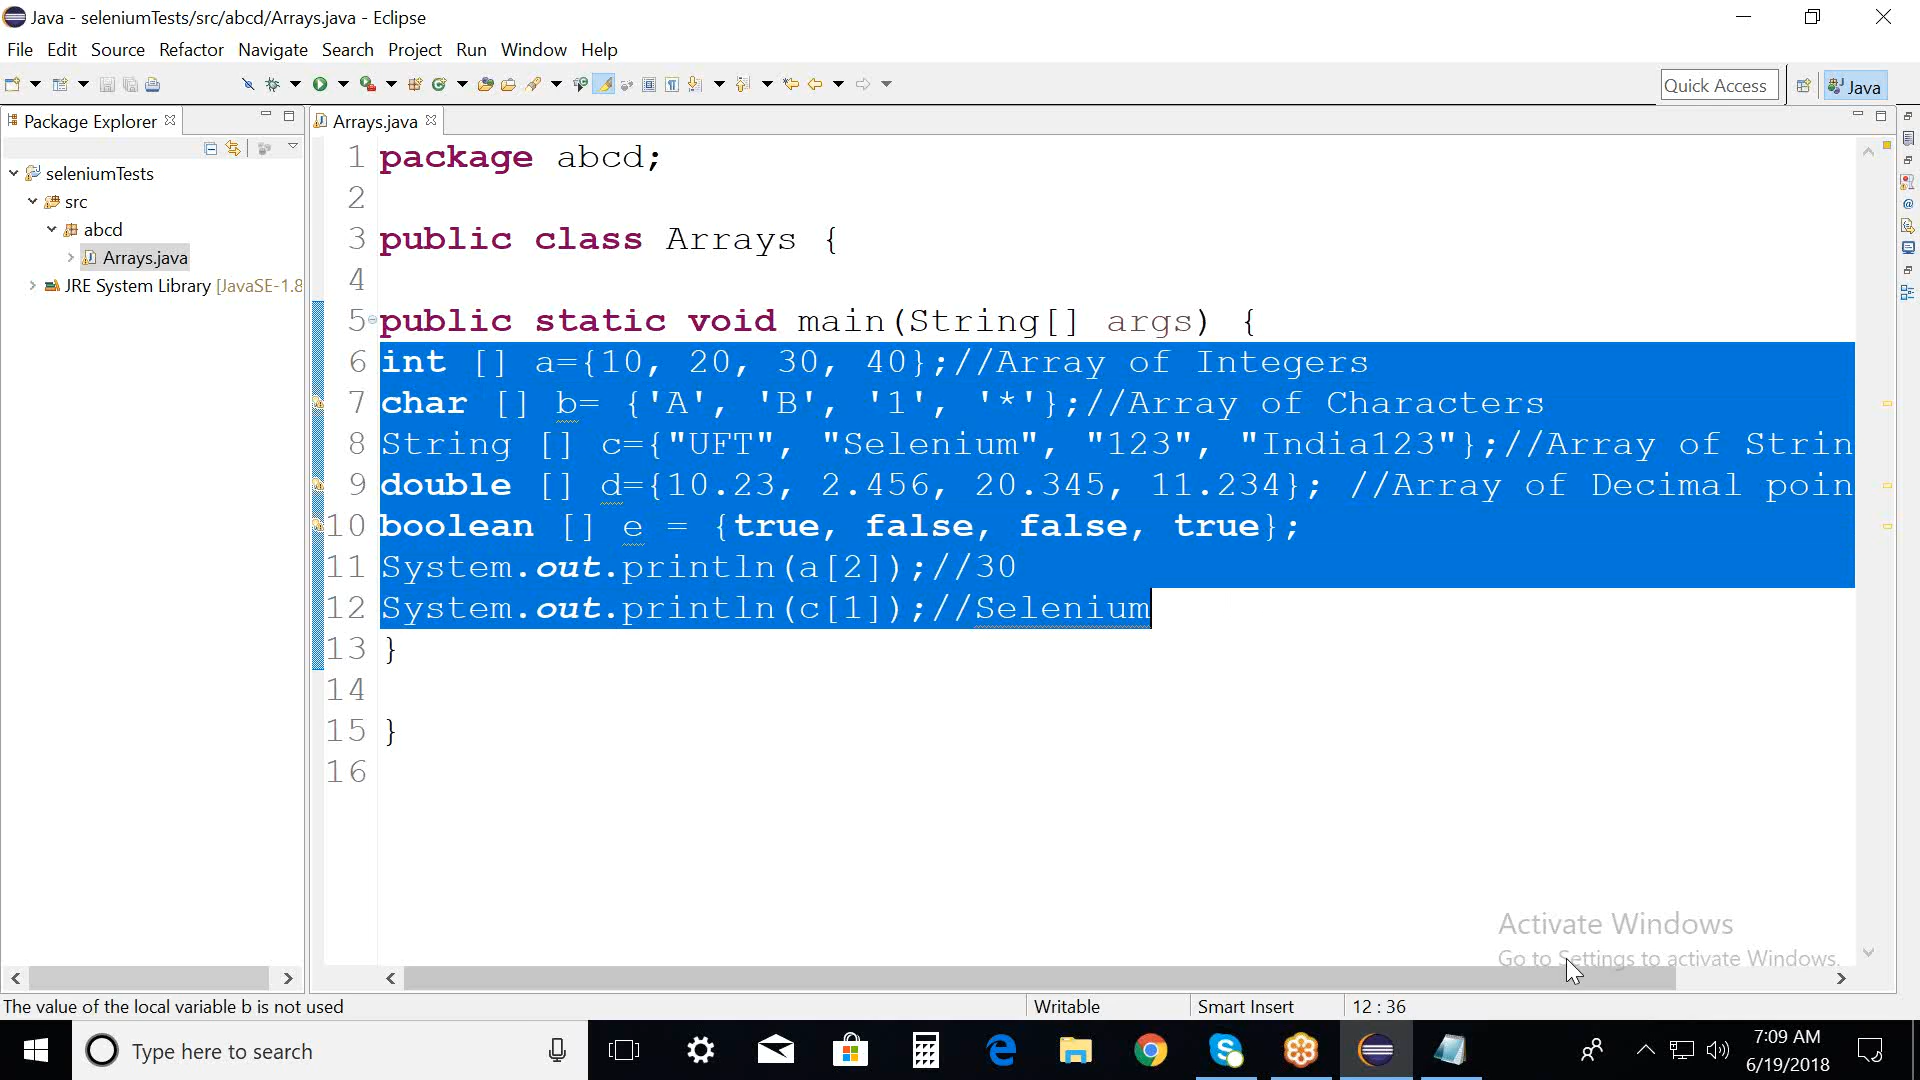 Java - seleniumTests/src/abcd/Arrays.java - Eclipse
File Edit Source Refactor Navigate Search Project Run Window Help
Quick Access
Java
Package Explorer
Arrays.java
seleniumTests
src
abcd
Arrays.java
JRE System Library [JavaSE-1.8
1 package abcd;
2
3 public class Arrays {
4
5 public static void main(String[] args) {
6 int [] a={10, 20, 30, 40};//Array of Integers
7 char [] b= {'A', 'B', '1', '*'};//Array of Characters
8 String [] c={"UFT", "Selenium", "123", "India123"};//Array of Strin
9 double [] d={10.23, 2.456, 20.345, 11.234}; //Array of Decimal poin
10 boolean [] e = {true, false, false, true};
11 System.out.println(a[2]);//30
12 System.out.println(c[1]);//Selenium
13 }
14
15 }
16
Activate Windows
Go to Settings to activate Windows.
The value of the local variable b is not used
Writable
Smart Insert
12 : 36
Type here to search
7:09 AM
6/19/2018